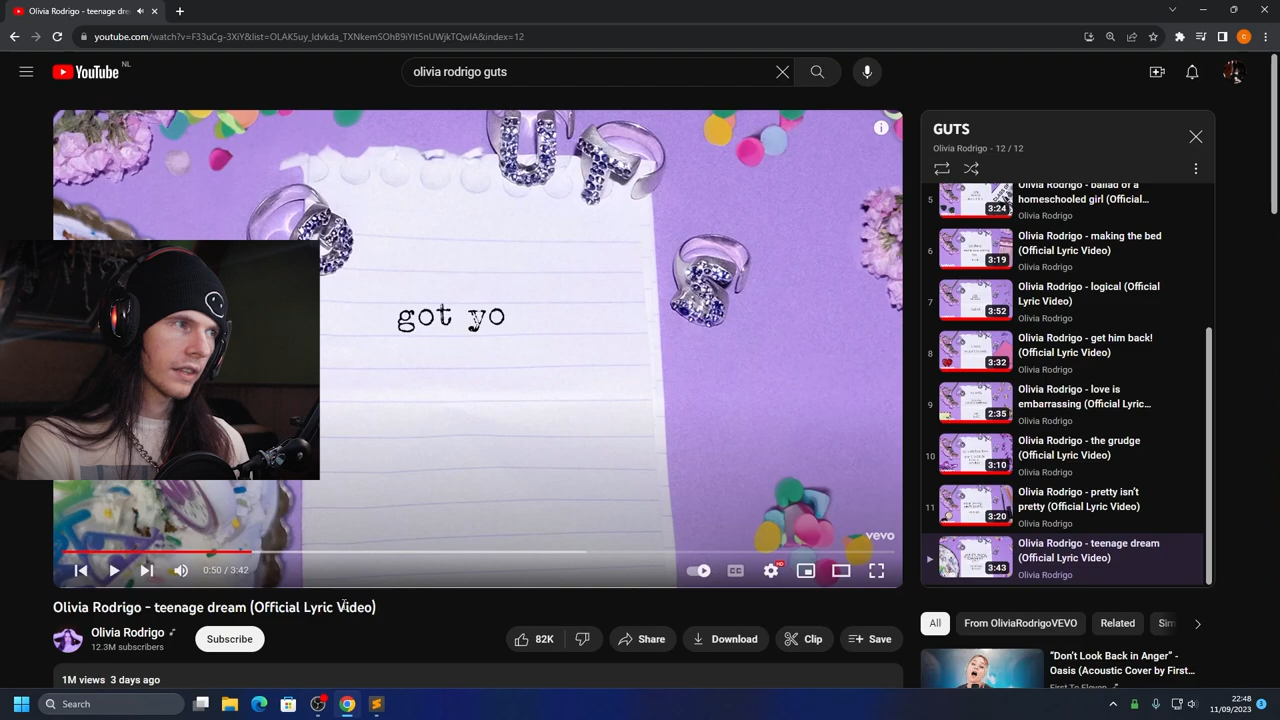 Olivia Rodrigo - teenage dre
youtube.com/watch?v=F33uCg-3XiY&list=OLAK5uy_ldvkda_TXNkemSOhB9iYIt5nUWjkTQwlA&index=12
YouTube NL
olivia rodrigo guts
got yo
vevo
0:50 / 3:42
CC
HD
Olivia Rodrigo - teenage dream (Official Lyric Video)
Olivia Rodrigo
12.3M subscribers
Subscribe
82K
Share
Download
Clip
Save
1M views 3 days ago
GUTS
Olivia Rodrigo - 12 / 12
5
3:24
Olivia Rodrigo - ballad of a
homeschooled girl (Official...
Olivia Rodrigo
6
3:19
Olivia Rodrigo - making the bed
(Official Lyric Video)
Olivia Rodrigo
7
3:52
Olivia Rodrigo - logical (Official
Lyric Video)
Olivia Rodrigo
8
3:32
Olivia Rodrigo - get him back!
(Official Lyric Video)
Olivia Rodrigo
9
2:35
Olivia Rodrigo - love is
embarrassing (Official Lyric...
Olivia Rodrigo
10
3:10
Olivia Rodrigo - the grudge
(Official Lyric Video)
Olivia Rodrigo
11
3:20
Olivia Rodrigo - pretty isn't
pretty (Official Lyric Video)
Olivia Rodrigo
3:43
Olivia Rodrigo - teenage dream
(Official Lyric Video)
Olivia Rodrigo
All
From OliviaRodrigoVEVO
Related
Sim
"Don't Look Back in Anger" -
Oasis (Acoustic Cover by First...
First To Eleven
Search
22:48
11/09/2023
3